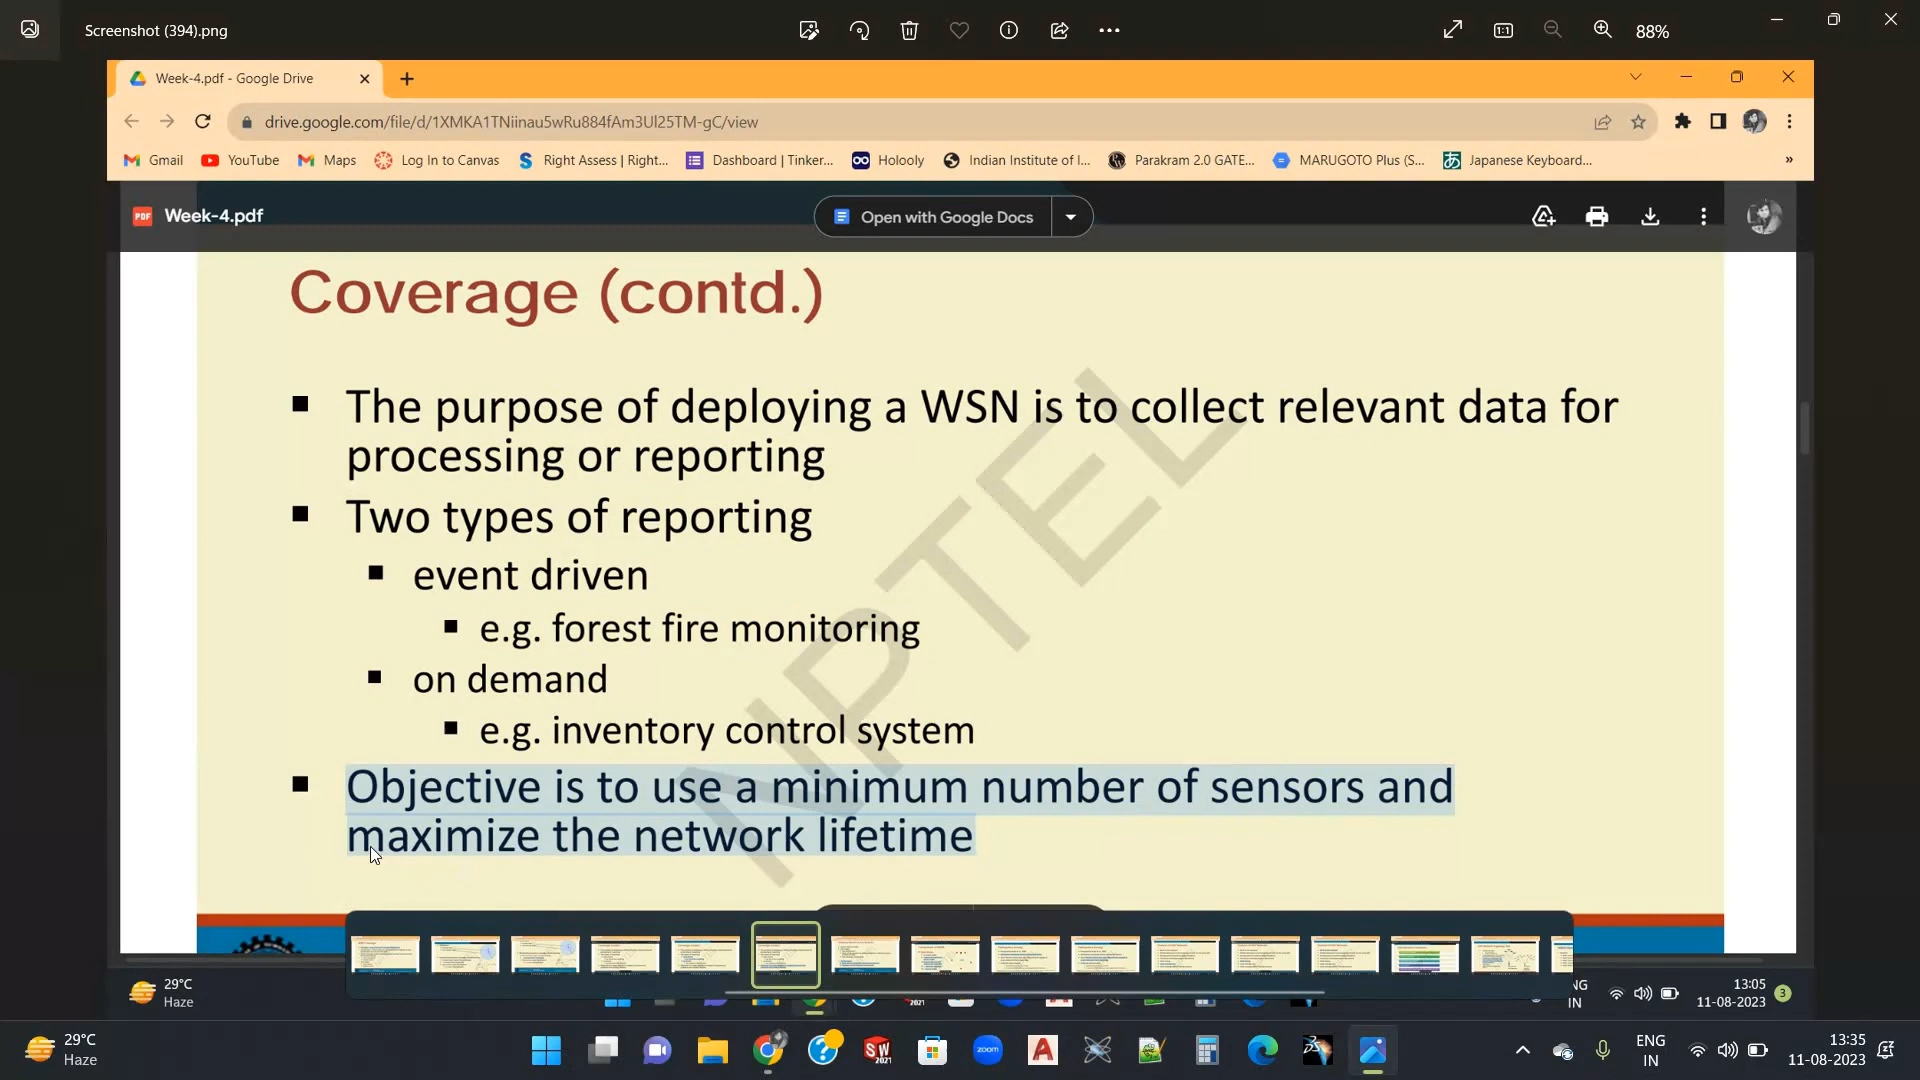 Screenshot (394).png
88%
Week-4.pdf - Google Drive
drive.google.com/file/d/1XMKA1TNiinau5wRu884fAm3Ul25TM-gC/view
Gmail YouTube Maps Log In to Canvas Right Assess | Right... Dashboard | Tinker... Holooly Indian Institute of I... Parakram 2.0 GATE... MARUGOTO Plus (S... Japanese Keyboard... »
PDF Week-4.pdf
Open with Google Docs
Coverage (contd.)
The purpose of deploying a WSN is to collect relevant data for
processing or reporting
Two types of reporting
event driven
e.g. forest fire monitoring
on demand
e.g. inventory control system
Objective is to use a minimum number of sensors and
maximize the network lifetime
NPTEL
29°C
Haze
IN
13:05
11-08-2023
3
29°C
Haze
zoom
ENG
IN
13:35
11-08-2023